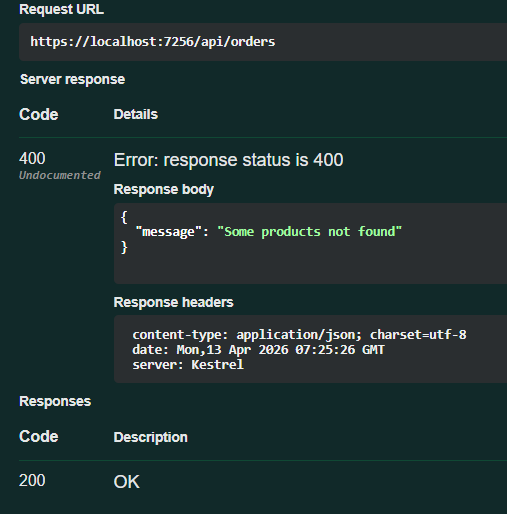 Request URL
https://localhost:7256/api/orders
Server response
Code Details
400 Error: response status is 400
Undocumented
Response body
{
"message": "Some products not found"
}
Response headers
content-type: application/json; charset=utf-8
date: Mon,13 Apr 2026 07:25:26 GMT
server: Kestrel
Responses
Code Description
200 OK